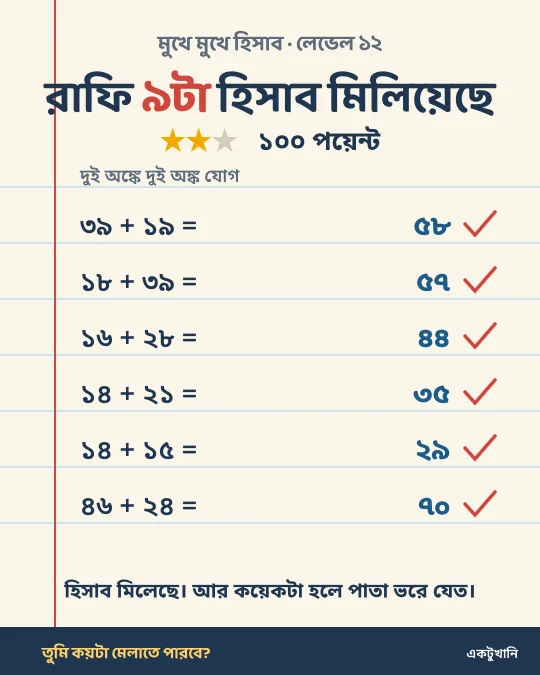 মুখে মুখে হিসাব · লেভেল ১২
রাফি ৯টা হিসাব মিলিয়েছে
১০০ পয়েন্ট
দুই অঙ্কে দুই অঙ্ক যোগ
৩৯ + ১৯ = ৫৮
১৮ + ৩৯ = ৫৭
১৬ + ২৮ = ৪৪
১৪ + ২১ = ৩৫
১৪ + ১৫ = ২৯
৪৬ + ২৪ = ৭০
হিসাব মিলেছে। আর কয়েকটা হলে পাতা ভরে যেত।
তুমি কয়টা মেলাতে পারবে? একটুখানি